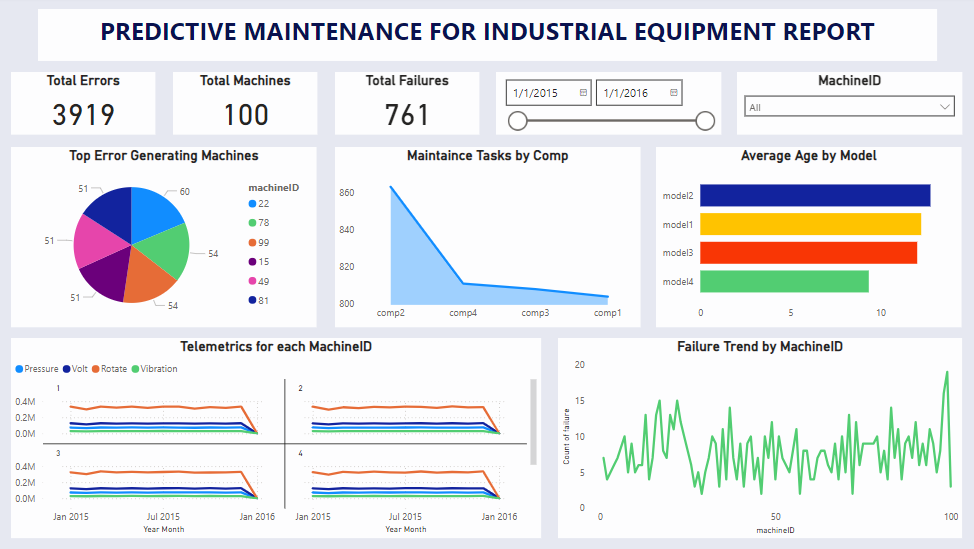 PREDICTIVE MAINTENANCE FOR INDUSTRIAL EQUIPMENT REPORT
Total Errors
3919
Total Machines
100
Total Failures
761
1/1/2015
1/1/2016
MachineID
All
Top Error Generating Machines
51
60
51
54
51
54
machineID
22
78
99
15
49
81
Maintaince Tasks by Comp
860
840
820
800
comp2 comp4 comp3 comp1
Average Age by Model
model2
model1
model3
model4
0 5 10
Telemetrics for each MachineID
Pressure Volt Rotate Vibration
1
2
0.4M
0.2M
0.0M
3
4
0.4M
0.2M
0.0M
Jan 2015 Jul 2015 Jan 2016 Jan 2015 Jul 2015 Jan 2016
Year Month Year Month
Failure Trend by MachineID
Count of failure
20
15
10
5
0
0 50 100
machineID